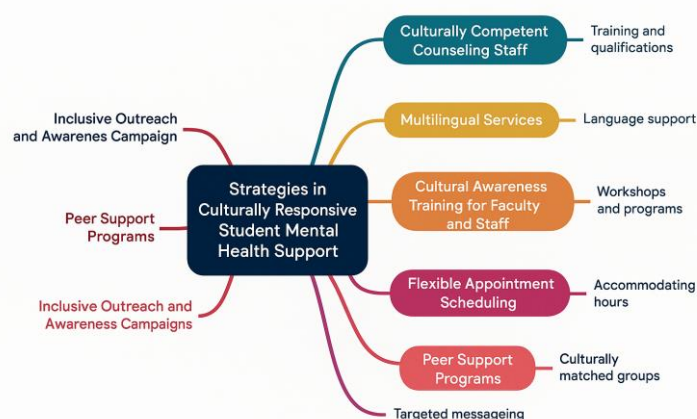 Culturally Competent
Counseling Staff
Training and
qualifications
Inclusive Outreach
and Awarenes Campaign
Multilingual Services
Language support
Strategies in
Culturally Responsive
Student Mental
Health Support
Cultural Awareness
Training for Faculty
and Staff
Workshops
and programs
Peer Support
Programs
Inclusive Outreach and
Awareness Campaigns
Flexible Appointment
Scheduling
Accommodating
hours
Peer Support
Programs
Culturally
matched groups
Targeted messageing